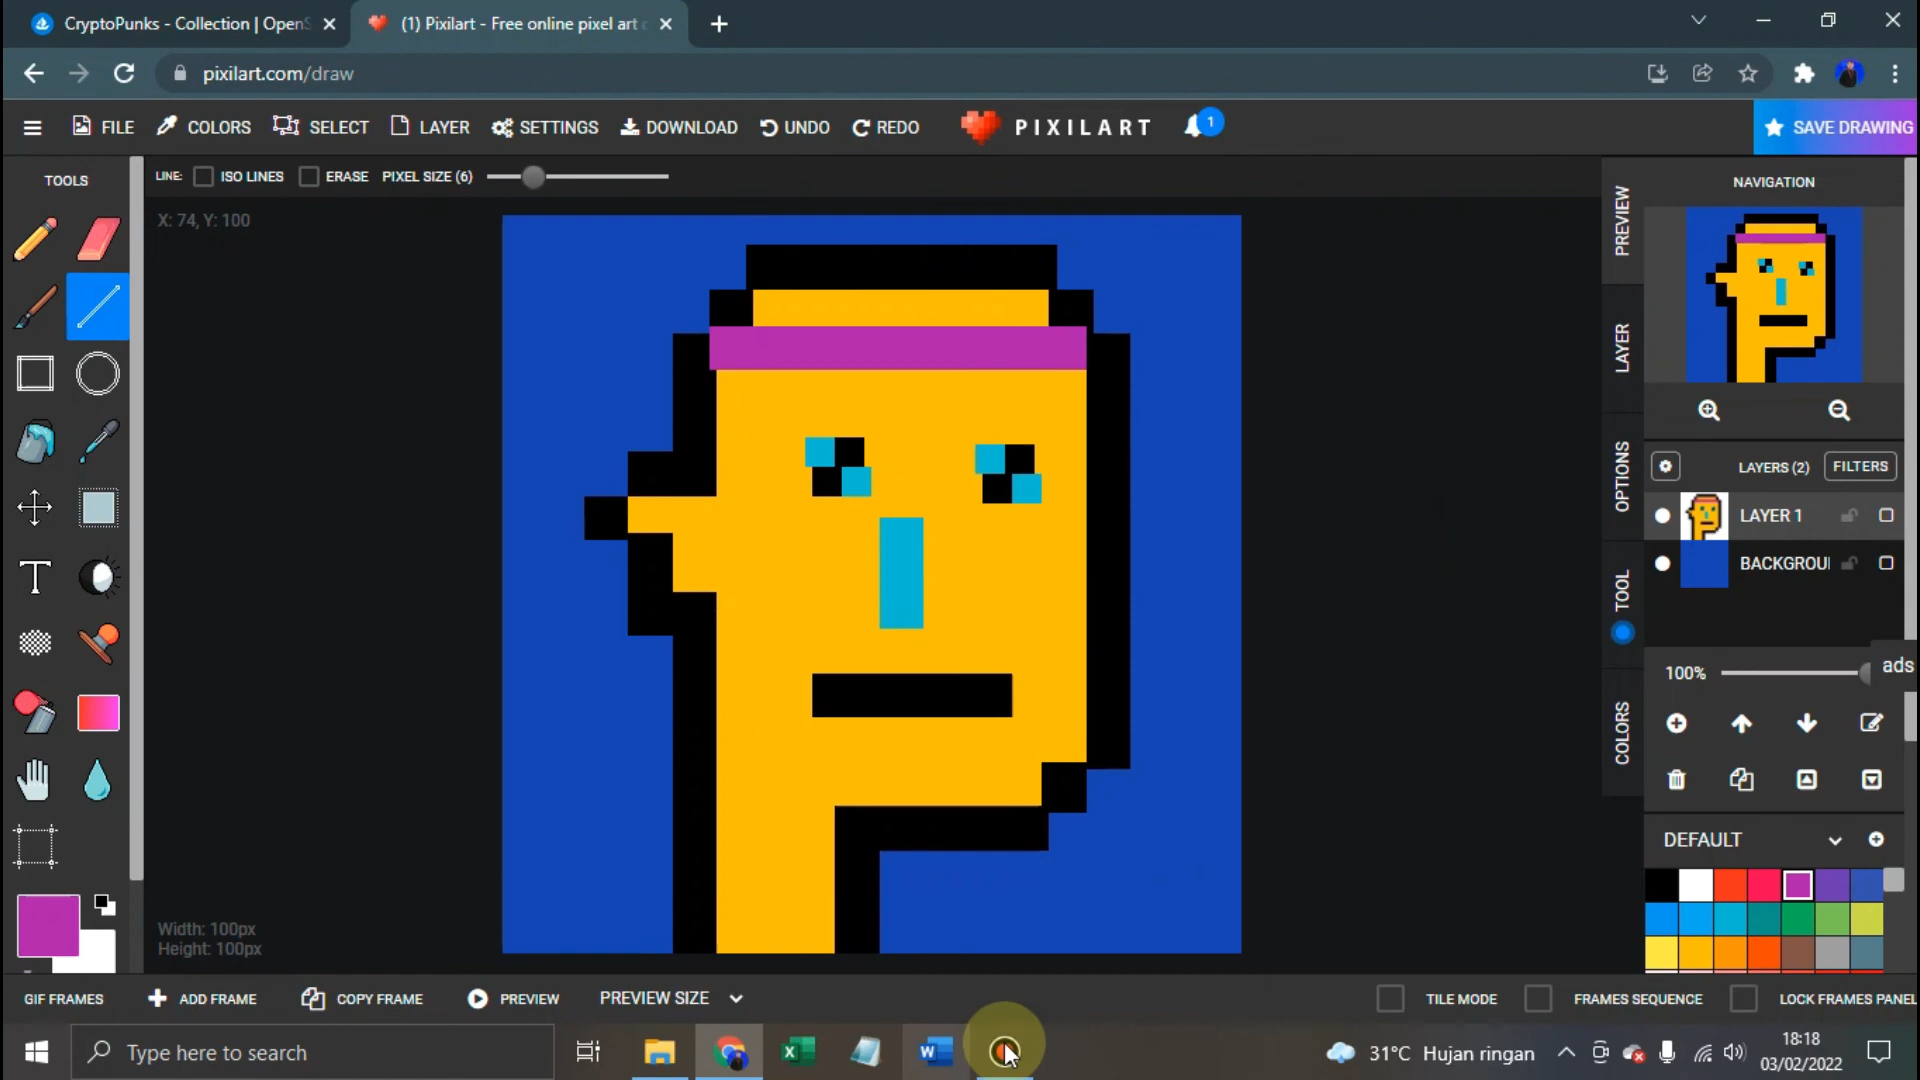 CryptoPunks - Collection | OpenS
(1) Pixilart - Free online pixel art
pixilart.com/draw
FILE COLORS SELECT LAYER SETTINGS DOWNLOAD UNDO REDO PIXILART 1 SAVE DRAWING
TOOLS
LINE: ISO LINES ERASE PIXEL SIZE (6)
X: 74, Y: 100
NAVIGATION
PREVIEW
LAYER
OPTIONS
TOOL
COLORS
LAYERS (2) FILTERS
LAYER 1
BACKGROU
100%
ads
DEFAULT
Width: 100px
Height: 100px
GIF FRAMES ADD FRAME COPY FRAME PREVIEW PREVIEW SIZE TILE MODE FRAMES SEQUENCE LOCK FRAMES PANEL
Type here to search
31°C Hujan ringan
18:18
03/02/2022